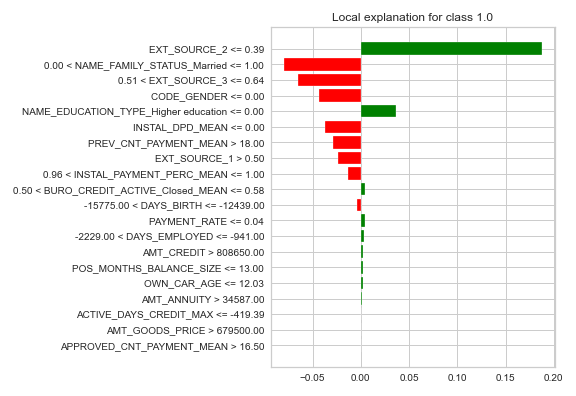 Local explanation for class 1.0
EXT_SOURCE_2 <= 0.39
0.00 < NAME_FAMILY_STATUS_Married <= 1.00
0.51 < EXT_SOURCE_3 <= 0.64
CODE_GENDER <= 0.00
NAME_EDUCATION_TYPE_Higher education <= 0.00
INSTAL_DPD_MEAN <= 0.00
PREV_CNT_PAYMENT_MEAN > 18.00
EXT_SOURCE_1 > 0.50
0.96 < INSTAL_PAYMENT_PERC_MEAN <= 1.00
0.50 < BURO_CREDIT_ACTIVE_Closed_MEAN <= 0.58
-15775.00 < DAYS_BIRTH <= -12439.00
PAYMENT_RATE <= 0.04
-2229.00 < DAYS_EMPLOYED <= -941.00
AMT_CREDIT > 808650.00
POS_MONTHS_BALANCE_SIZE <= 13.00
OWN_CAR_AGE <= 12.03
AMT_ANNUITY > 34587.00
ACTIVE_DAYS_CREDIT_MAX <= -419.39
AMT_GOODS_PRICE > 679500.00
APPROVED_CNT_PAYMENT_MEAN > 16.50
−0.05 0.00 0.05 0.10 0.15 0.20